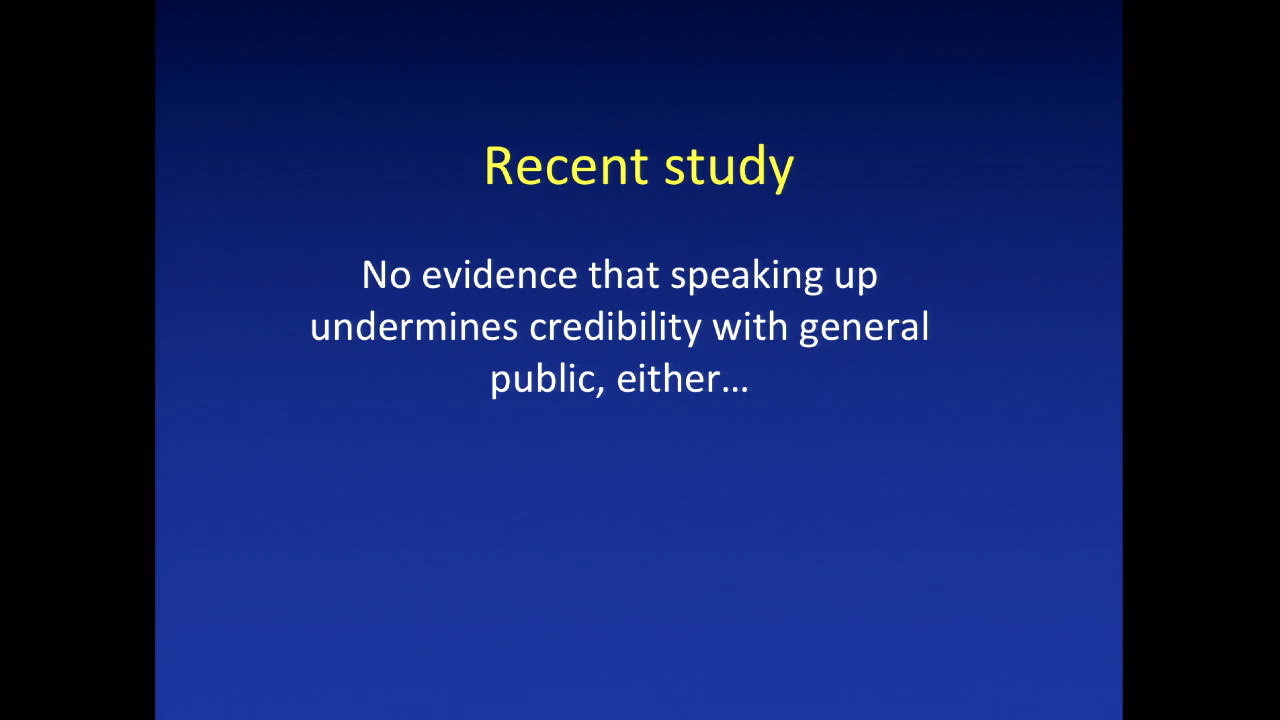 Recent study
No evidence that speaking up
undermines credibility with general
public, either…